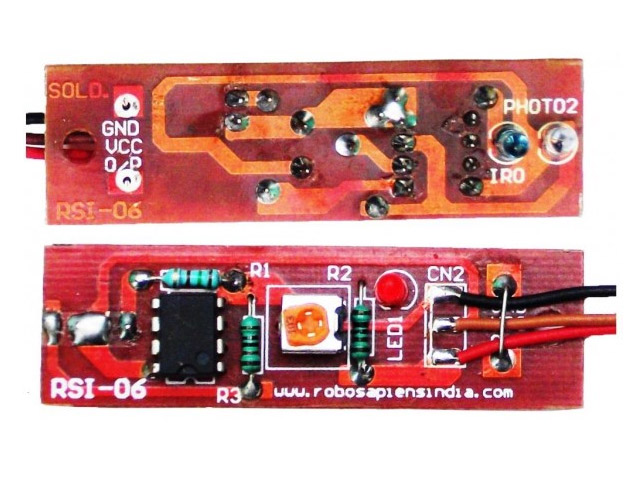 SOLD.
GND
VCC
O/P
RSI-06
PHOTO2
IRO
R1
R2
CN2
LED1
RSI-06
R3
www.robosapiensindia.com